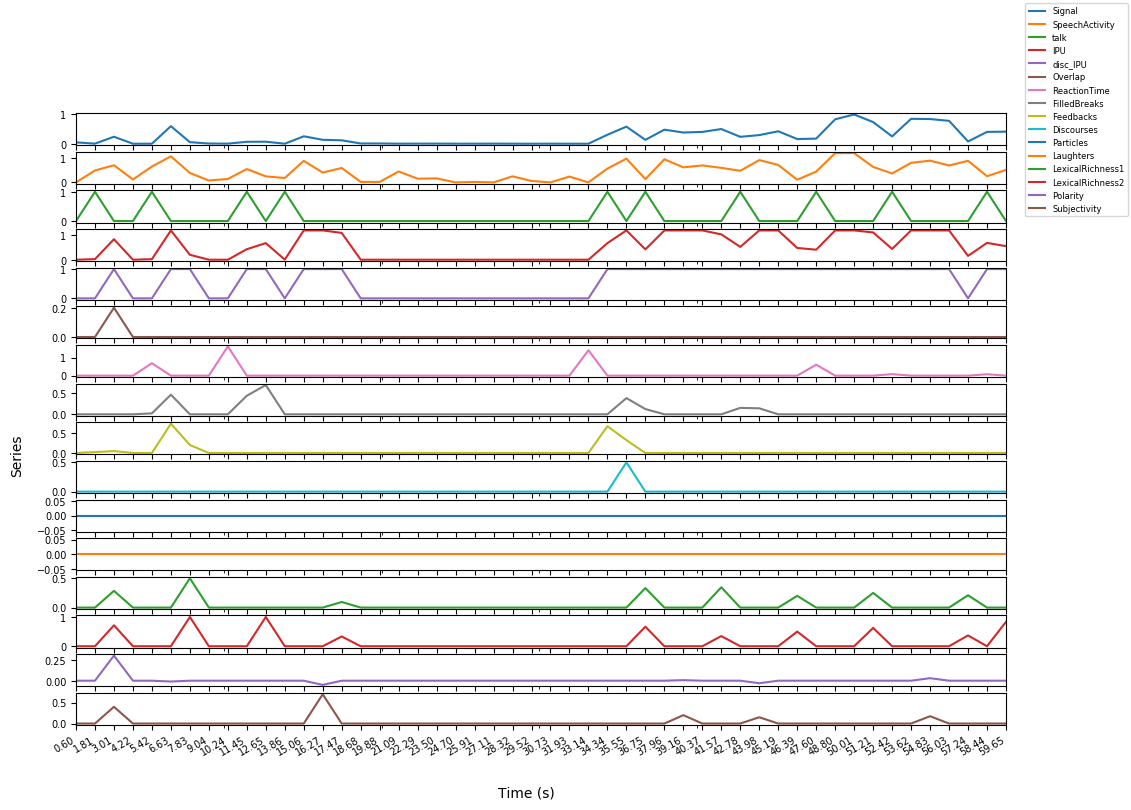 Signal
SpeechActivity
talk
IPU
disc_IPU
Overlap
ReactionTime
FilledBreaks
Feedbacks
Discourses
Particles
Laughters
LexicalRichness1
LexicalRichness2
Polarity
Subjectivity
1
0
1
0
1
0
1
0
1
0
0.2
0.0
1
0
0.5
0.0
0.5
0.0
0.5
0.0
0.05
0.00
−0.05
0.05
0.00
−0.05
0.5
0.0
1
0
0.25
0.00
0.5
0.0
Series
0.60 1.81 3.01 4.22 5.42 6.63 7.83 9.04 10.24 11.45 12.65 13.86 15.06 16.27 17.47 18.68 19.88 21.09 22.29 23.50 24.70 25.91 27.11 28.32 29.52 30.73 31.93 33.14 34.34 35.55 36.75 37.96 39.16 40.37 41.57 42.78 43.98 45.19 46.39 47.60 48.80 50.01 51.21 52.42 53.62 54.83 56.03 57.24 58.44 59.65
Time (s)